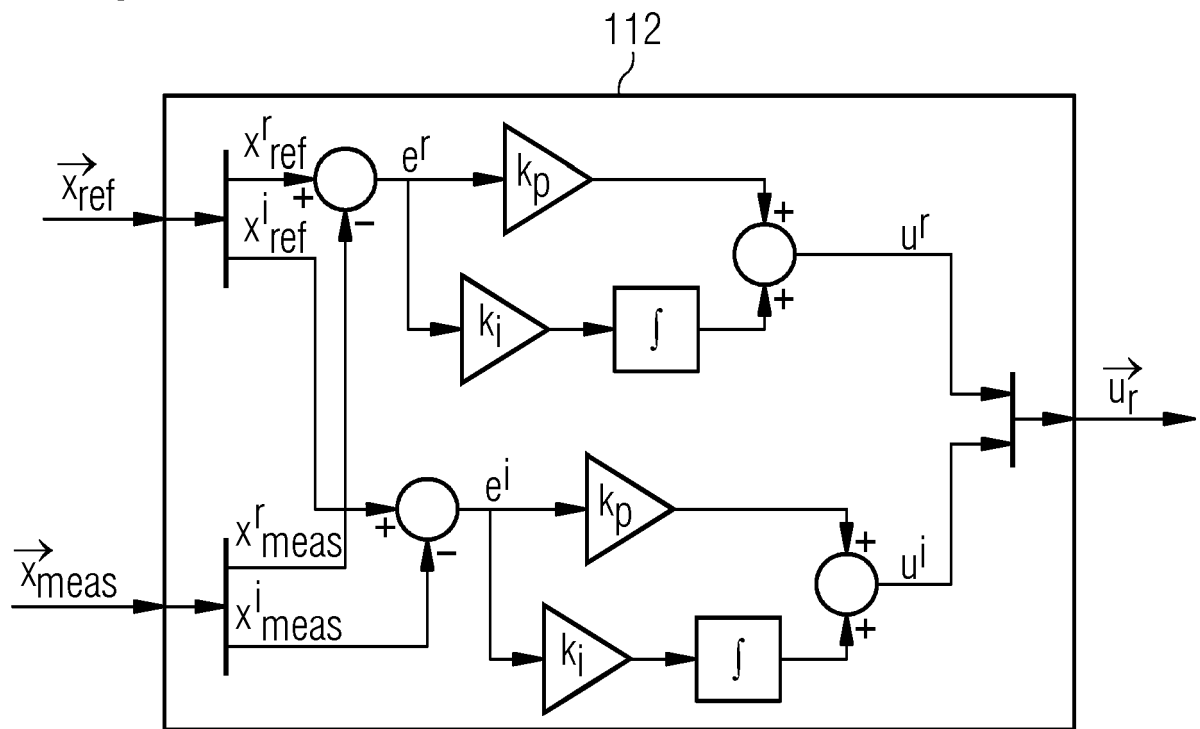 112
x^r_ref
e^r
k_p
→x_ref
+
x^i_ref
−
+
u^r
k_i
∫
+
→u_r
e^i
k_p
x^r_meas
+
−
+
u^i
→x_meas
x^i_meas
k_i
∫
+